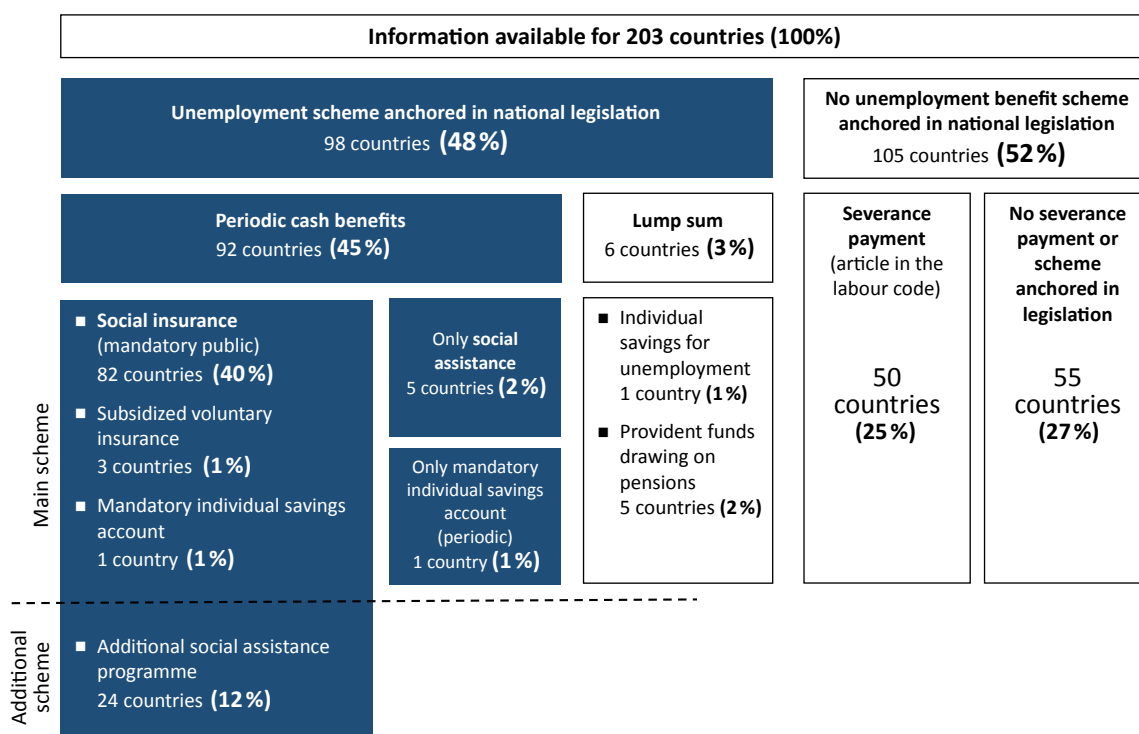 Information available for 203 countries (100%)
Unemployment scheme anchored in national legislation
98 countries (48%)
No unemployment benefit scheme
anchored in national legislation
105 countries (52%)
Periodic cash benefits
92 countries (45%)
Lump sum
6 countries (3%)
Severance
payment
(article in the
labour code)
50
countries
(25%)
No severance
payment or
scheme
anchored in
legislation
55
countries
(27%)
Main scheme
■ Social insurance
(mandatory public)
82 countries (40%)
■ Subsidized voluntary
insurance
3 countries (1%)
■ Mandatory individual savings
account
1 country (1%)
Only social
assistance
5 countries (2%)
Only mandatory
individual savings
account
(periodic)
1 country (1%)
■ Individual
savings for
unemployment
1 country (1%)
■ Provident funds
drawing on
pensions
5 countries (2%)
Additional
scheme
■ Additional social assistance
programme
24 countries (12%)